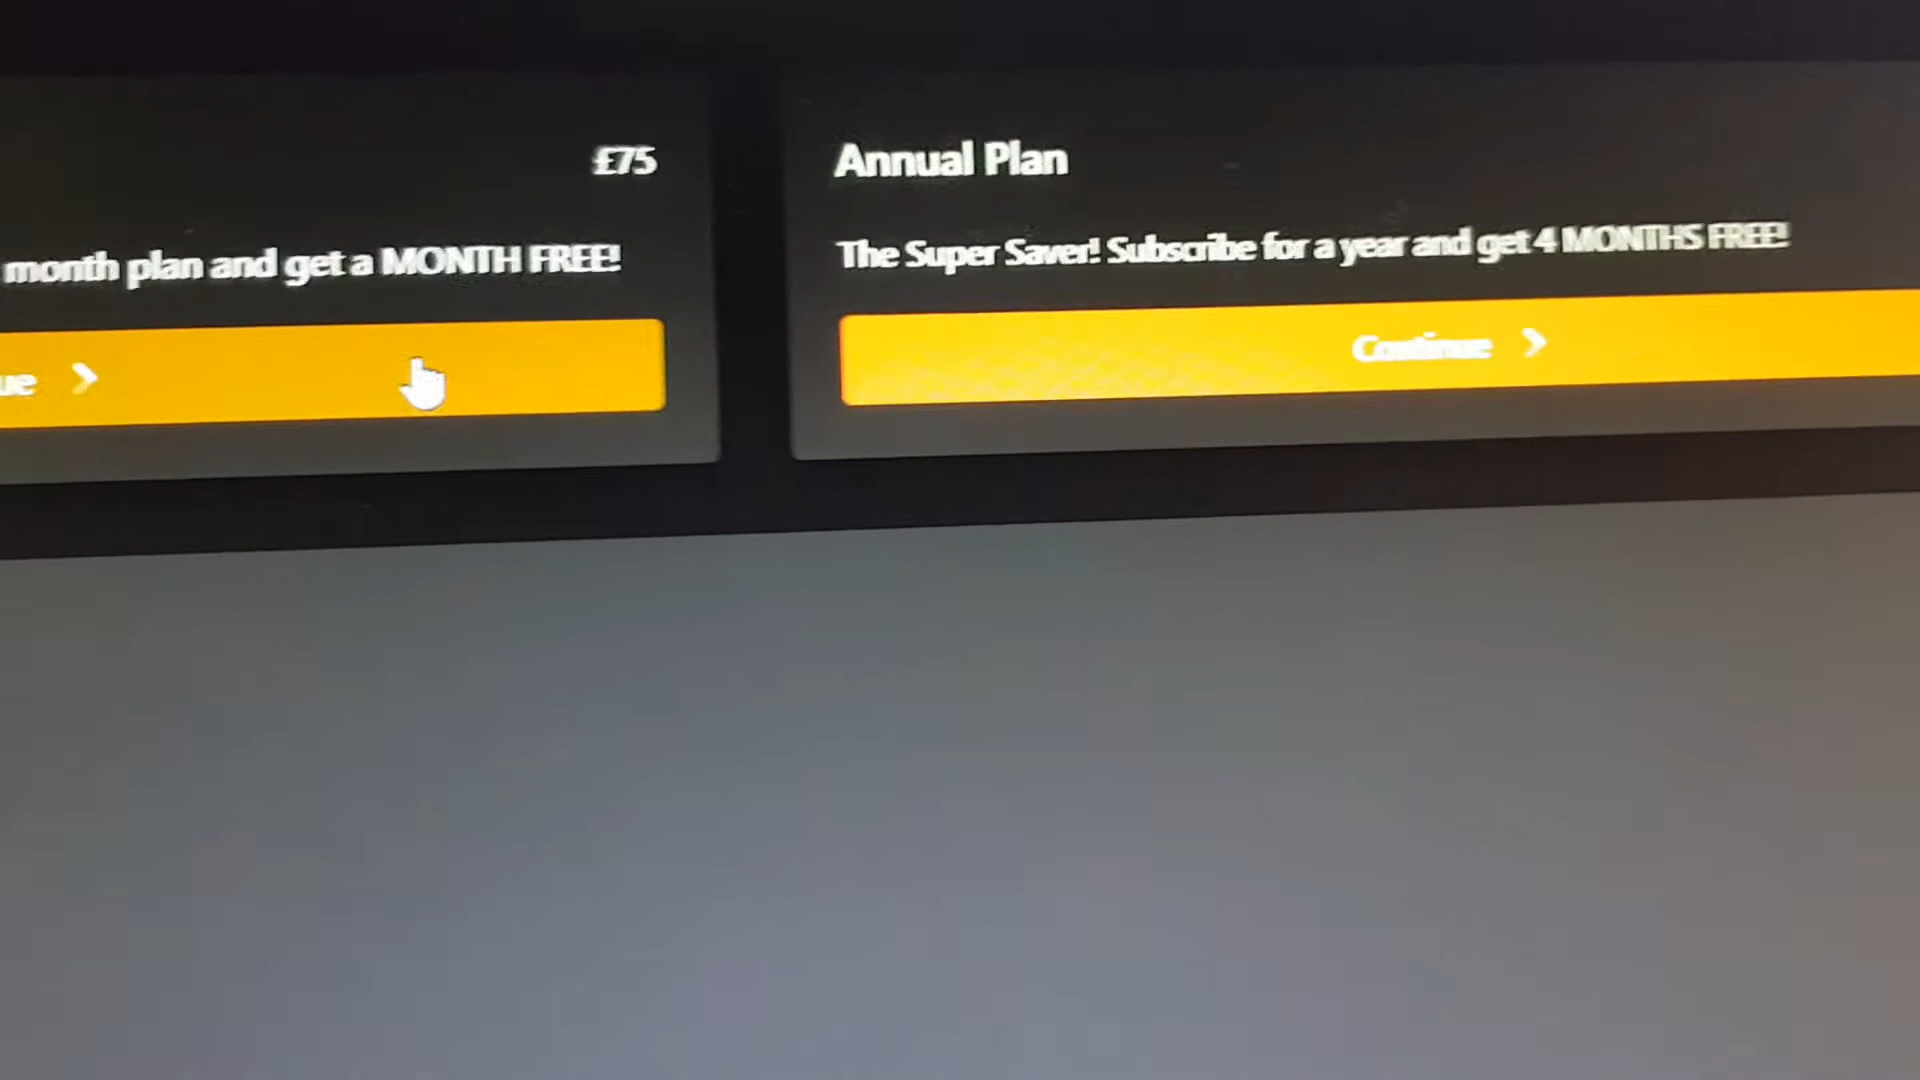 £75
month plan and get a MONTH FREE!
ue
Annual Plan
The Super Saver! Subscribe for a year and get 4 MONTHS FREE!
Continue